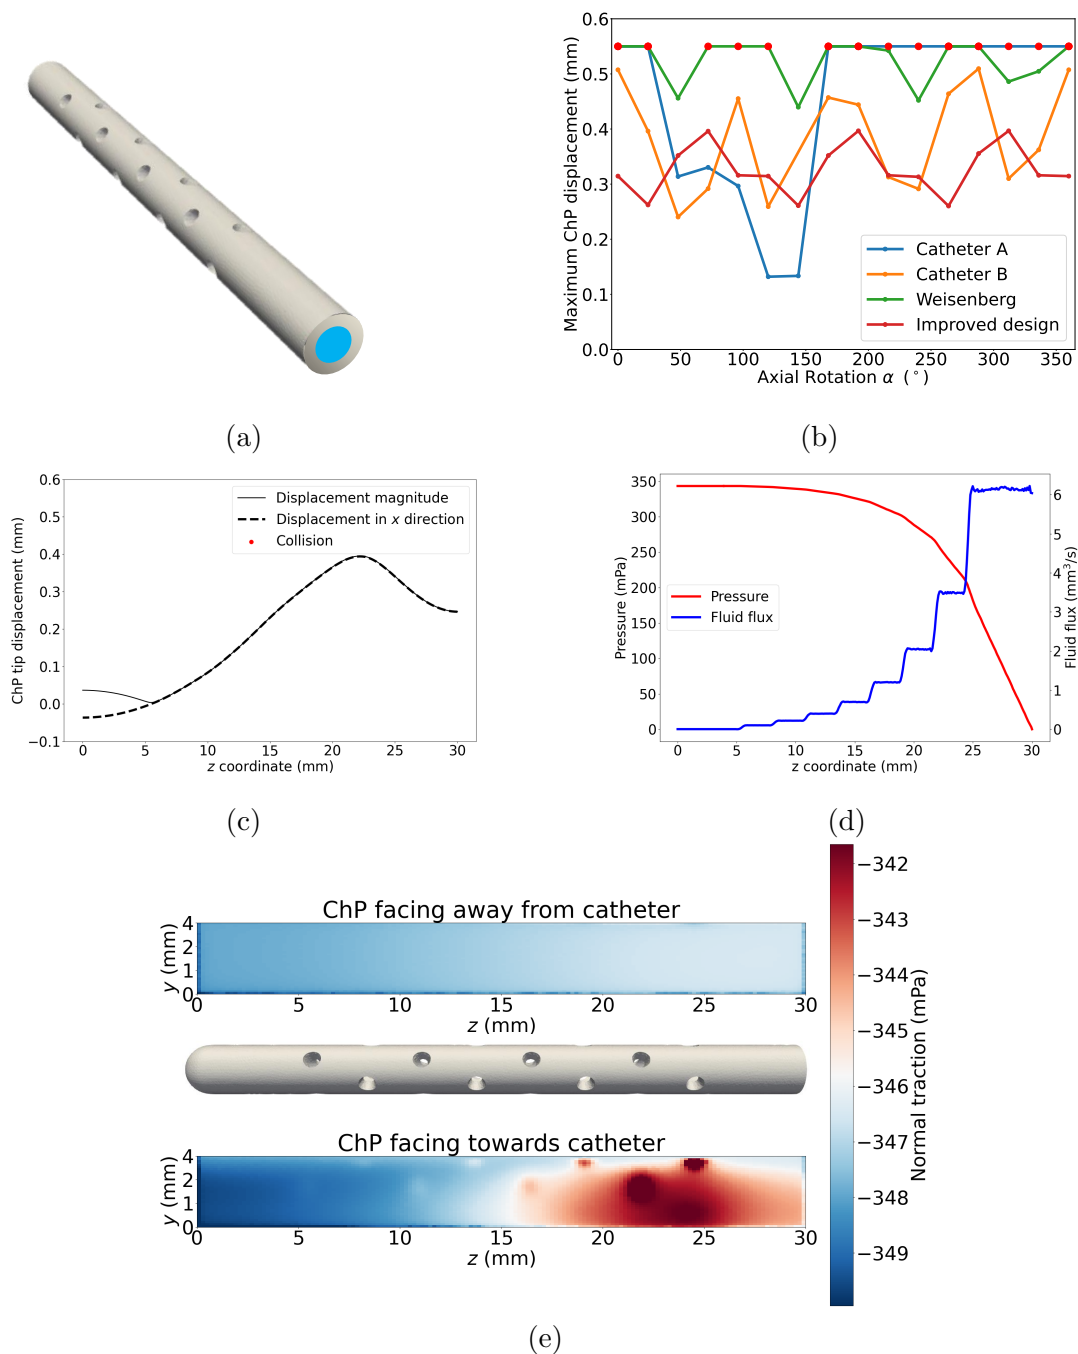 (a)
0.6
0.5
0.4
0.3
0.2
0.1
0.0
Maximum ChP displacement (mm)
Catheter A
Catheter B
Weisenberg
Improved design
0 50 100 150 200 250 300 350
Axial Rotation α (°)
(b)
0.6
0.5
0.4
0.3
0.2
0.1
0.0
−0.1
ChP tip displacement (mm)
Displacement magnitude
Displacement in x direction
Collision
0 5 10 15 20 25 30
z coordinate (mm)
(c)
350
300
250
200
150
100
50
0
Pressure (mPa)
Pressure
Fluid flux
6
5
4
3
2
1
0
Fluid flux (mm³/s)
0 5 10 15 20 25 30
z coordinate (mm)
(d)
ChP facing away from catheter
4
2
1
0
y (mm)
0 5 10 15 20 25 30
z (mm)
ChP facing towards catheter
4
2
1
0
y (mm)
0 5 10 15 20 25 30
z (mm)
−342
−343
−344
−345
−346
−347
−348
−349
Normal traction (mPa)
(e)